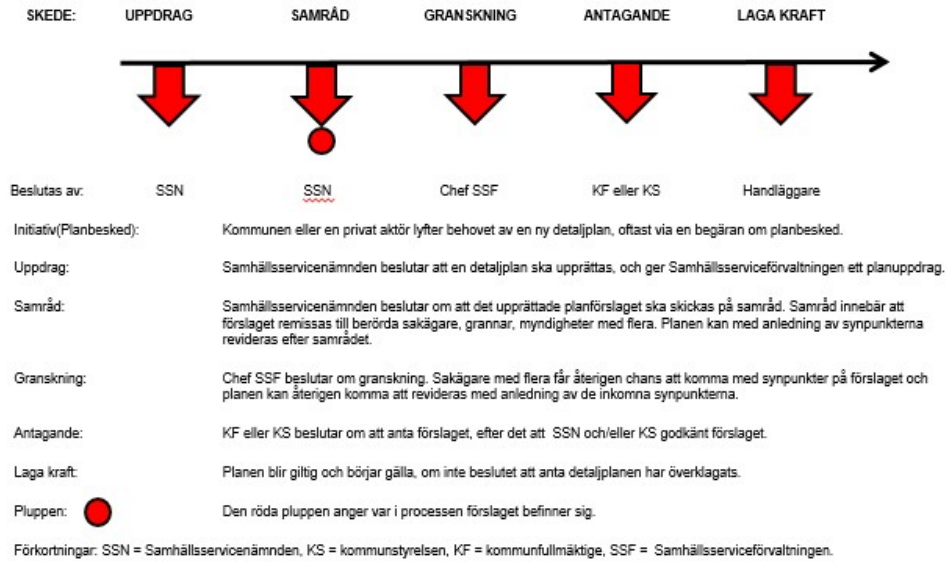 SKEDE: UPPDRAG SAMRÅD GRANSKNING ANTAGANDE LAGA KRAFT
Beslutas av: SSN SSN Chef SSF KF eller KS Handläggare
Initiativ(Planbesked): Kommunen eller en privat aktör lyfter behovet av en ny detaljplan, oftast via en begäran om planbesked.
Uppdrag: Samhällsservicenämnden beslutar att en detaljplan ska upprättas, och ger Samhällsserviceförvaltningen ett planuppdrag.
Samråd: Samhällsservicenämnden beslutar om att det upprättade planförslaget ska skickas på samråd. Samråd innebär att
förslaget remissas till berörda sakägare, grannar, myndigheter med flera. Planen kan med anledning av synpunkterna
revideras efter samrådet.
Granskning: Chef SSF beslutar om granskning. Sakägare med flera får återigen chans att komma med synpunkter på förslaget och
planen kan återigen komma att revideras med anledning av de inkomna synpunkterna.
Antagande: KF eller KS beslutar om att anta förslaget, efter det att SSN och/eller KS godkänt förslaget.
Laga kraft: Planen blir giltig och börjar gälla, om inte beslutet att anta detaljplanen har överklagats.
Pluppen: Den röda pluppen anger var i processen förslaget befinner sig.
Förkortningar: SSN = Samhällsservicenämnden, KS = kommunstyrelsen, KF = kommunfullmäktige, SSF = Samhällsserviceförvaltningen.